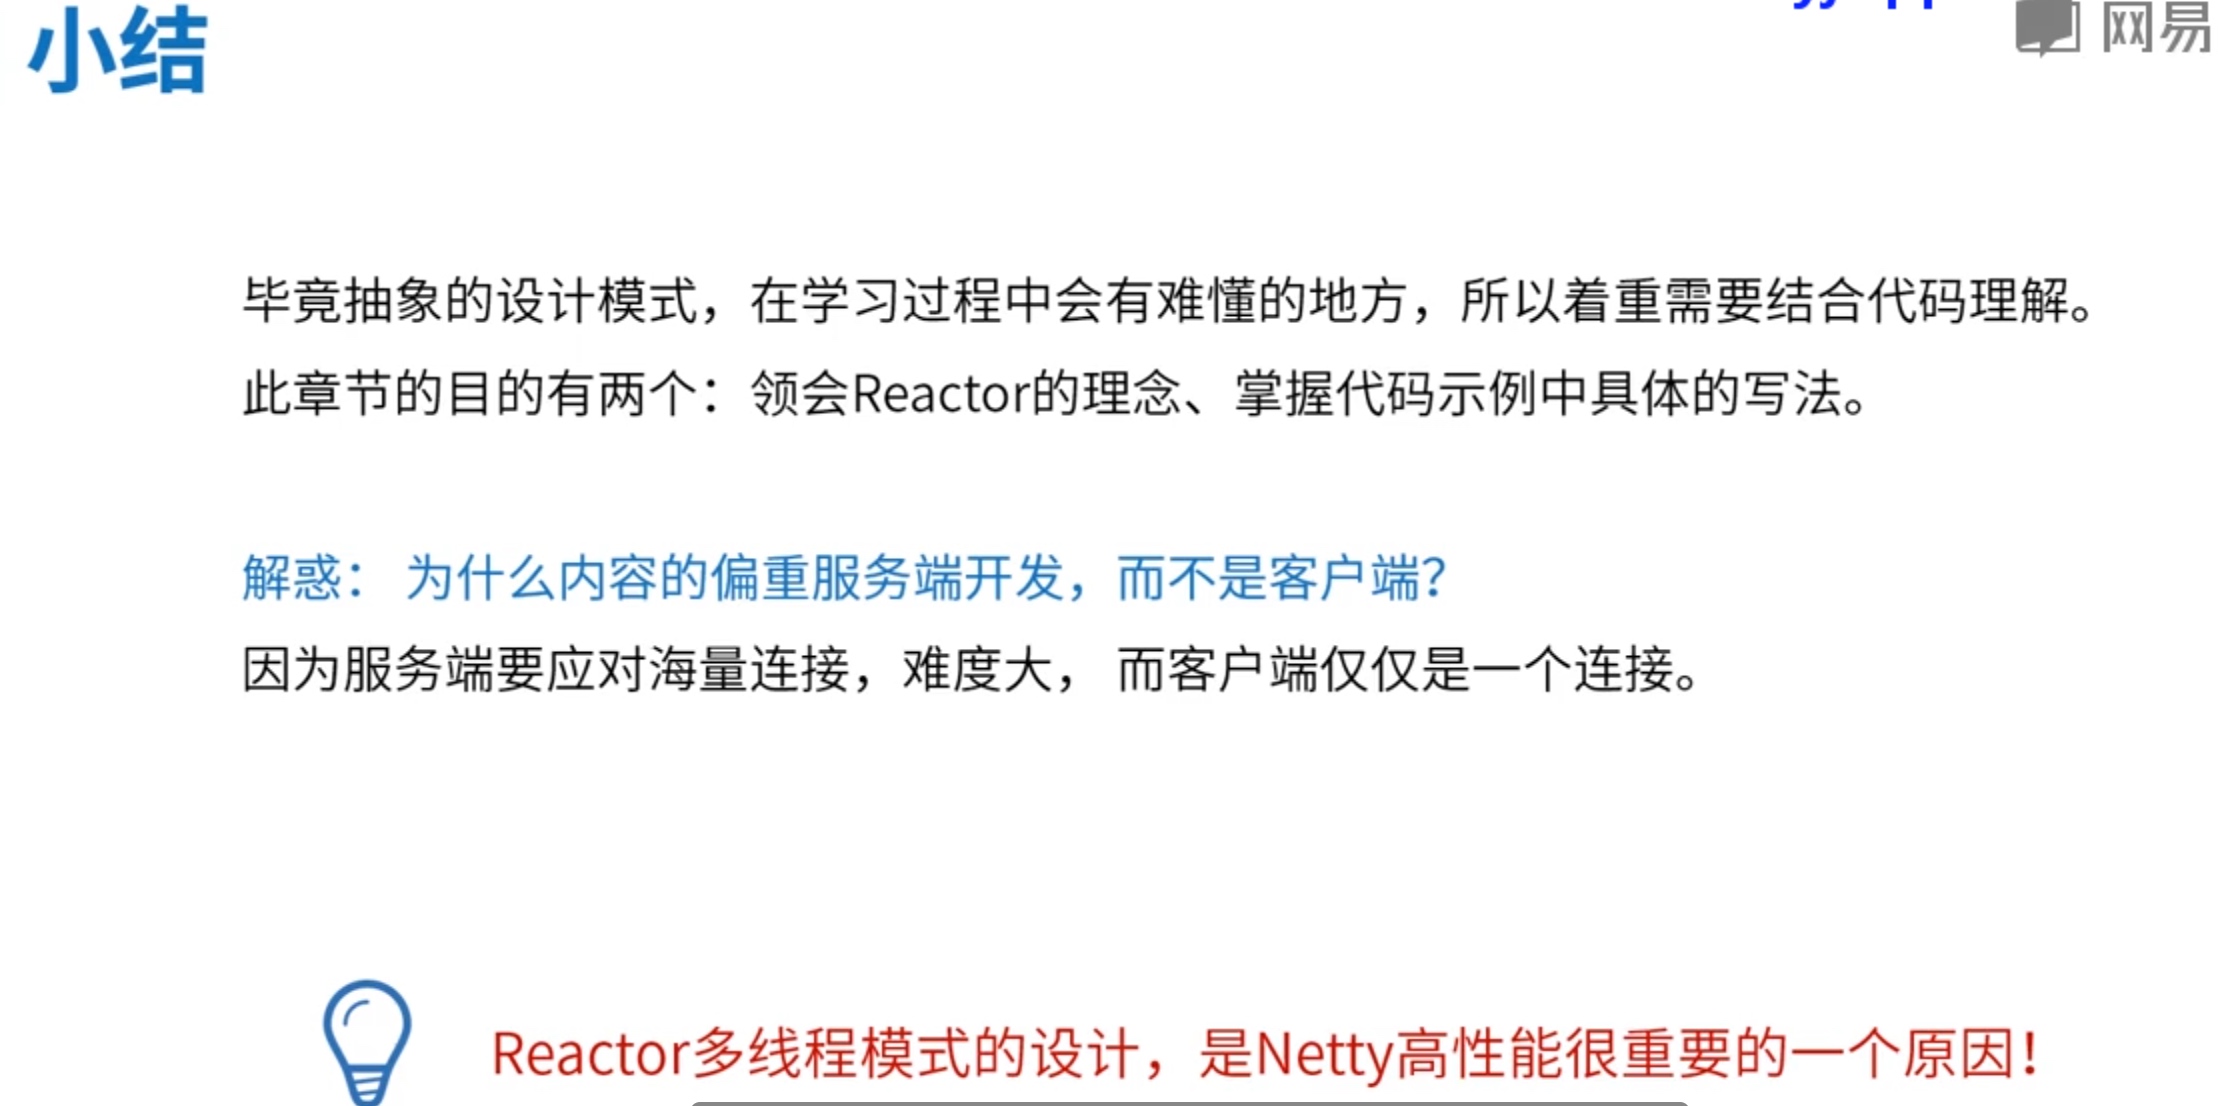 小结
网易
毕竟抽象的设计模式，在学习过程中会有难懂的地方，所以着重需要结合代码理解。
此章节的目的有两个：领会Reactor的理念、掌握代码示例中具体的写法。
解惑： 为什么内容的偏重服务端开发，而不是客户端？
因为服务端要应对海量连接，难度大， 而客户端仅仅是一个连接。
Reactor多线程模式的设计，是Netty高性能很重要的一个原因！